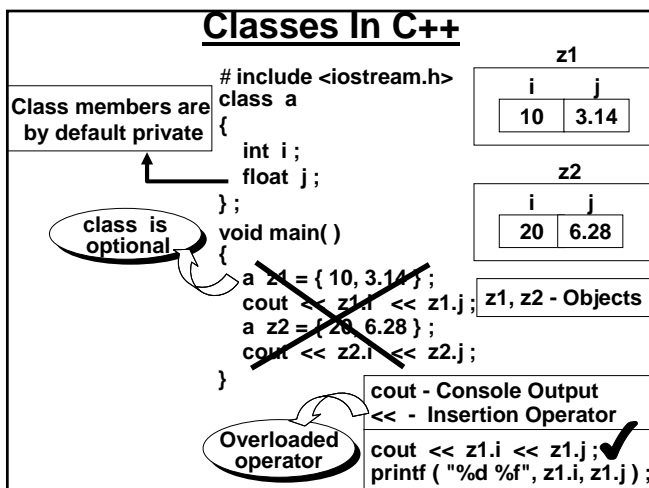 Classes In C++
# include <iostream.h>
class a
{
int i ;
float j ;
} ;
void main( )
{
a z1 = { 10, 3.14 } ;
cout << z1.i << z1.j ;
a z2 = { 20, 6.28 } ;
cout << z2.i << z2.j ;
}
Class members are
by default private
class is
optional
z1
i j
10 3.14
z2
i j
20 6.28
z1, z2 - Objects
cout - Console Output
<< - Insertion Operator
Overloaded
operator
cout << z1.i << z1.j ;
printf ( "%d %f", z1.i, z1.j ) ;